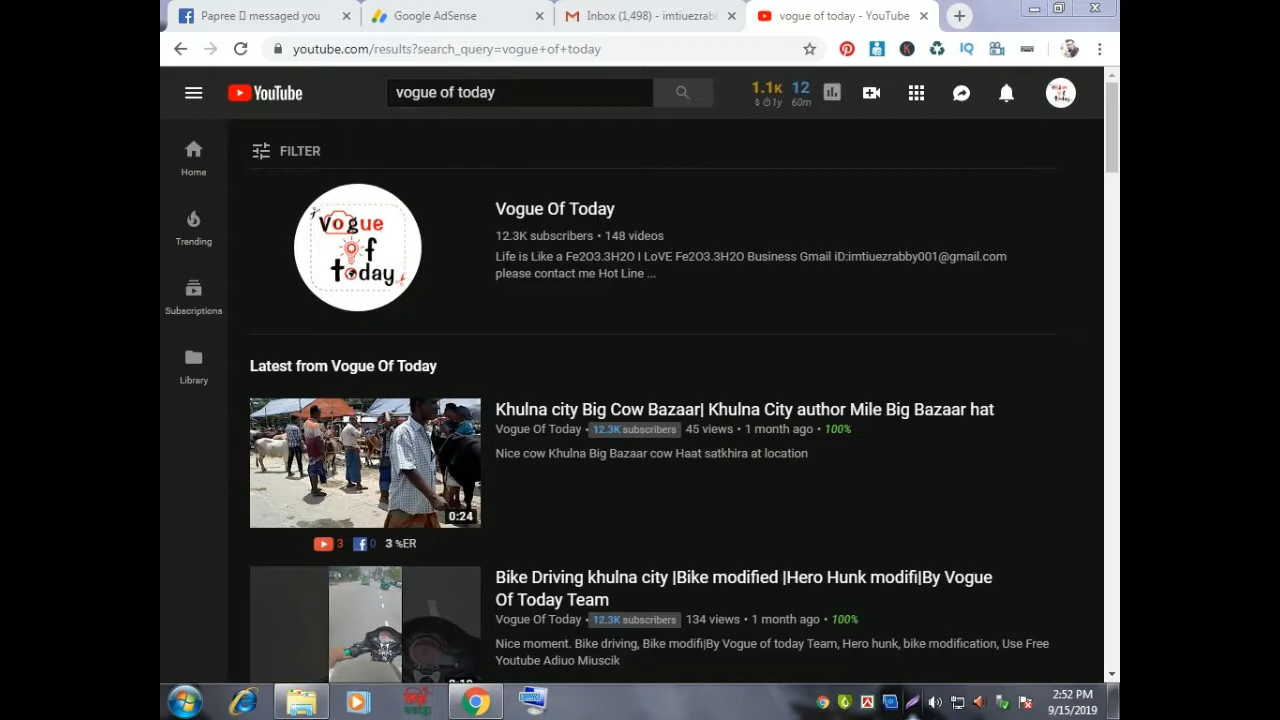 Papree messaged you
Google AdSense
Inbox (1,498) - imtiuezrabb
vogue of today - YouTube
youtube.com/results?search_query=vogue+of+today
YouTube
vogue of today
1.1K
$ 1y
12
60m
Vogue of today
Home
Trending
Subscriptions
Library
FILTER
Vogue of today
Vogue Of Today
12.3K subscribers • 148 videos
Life is Like a Fe2O3.3H2O I LoVE Fe2O3.3H2O Business Gmail iD:imtiuezrabby001@gmail.com
please contact me Hot Line ...
Latest from Vogue Of Today
0:24
Khulna city Big Cow Bazaar| Khulna City author Mile Big Bazaar hat
Vogue Of Today • 12.3K subscribers 45 views • 1 month ago • 100%
Nice cow Khulna Big Bazaar cow Haat satkhira at location
3 0 3 %ER
Bike Driving khulna city |Bike modified |Hero Hunk modifi|By Vogue
Of Today Team
Vogue Of Today • 12.3K subscribers 134 views • 1 month ago • 100%
Nice moment. Bike driving, Bike modifi|By Vogue of today Team, Hero hunk, bike modification, Use Free
Youtube Adiuo Miuscik
2:52 PM
9/15/2019